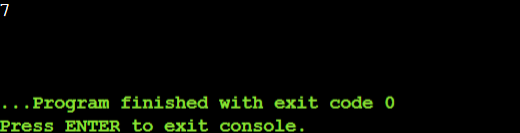 7
...Program finished with exit code 0
Press ENTER to exit console.